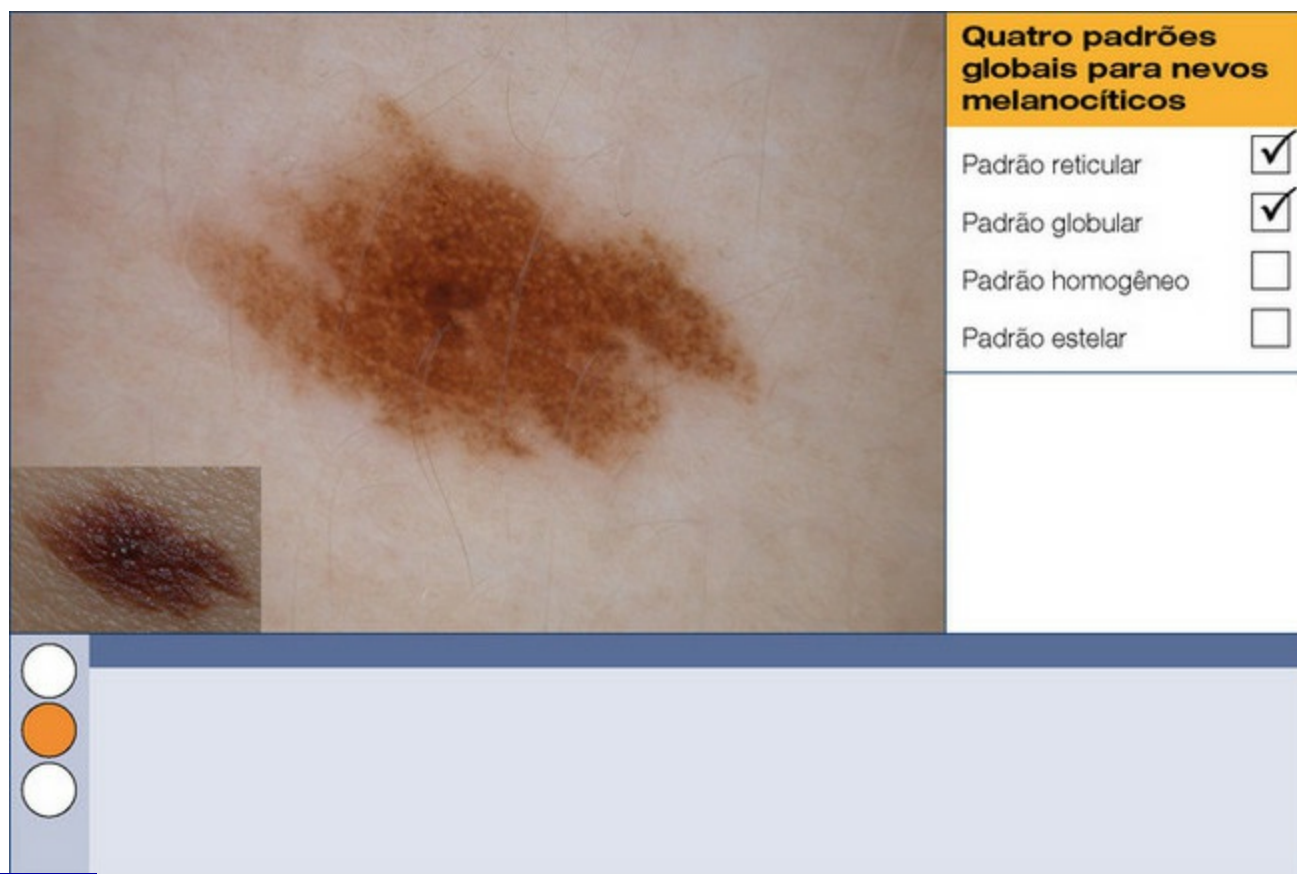 Quatro padrões
globais para nevos
melanocíticos
Padrão reticular
Padrão globular
Padrão homogêneo
Padrão estelar